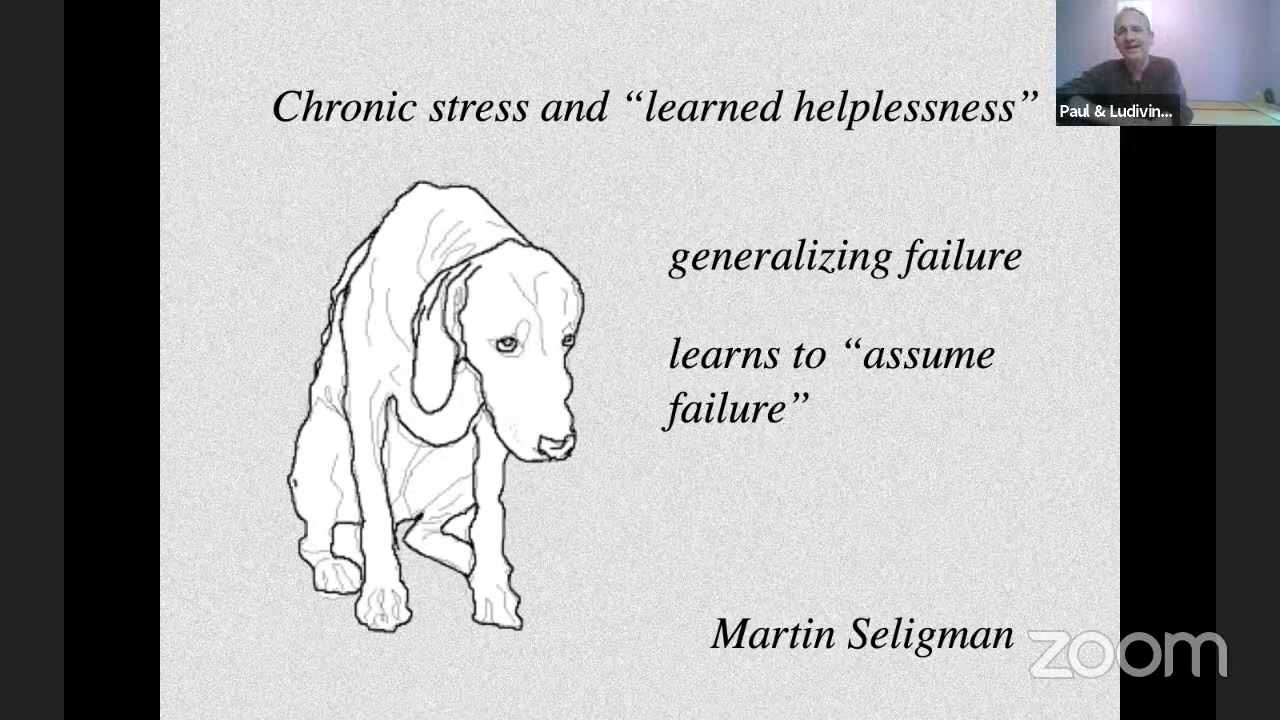 Chronic stress and “learned helplessness”
Paul & Ludivin...
generalizing failure
learns to “assume
failure”
Martin Seligman
zoom